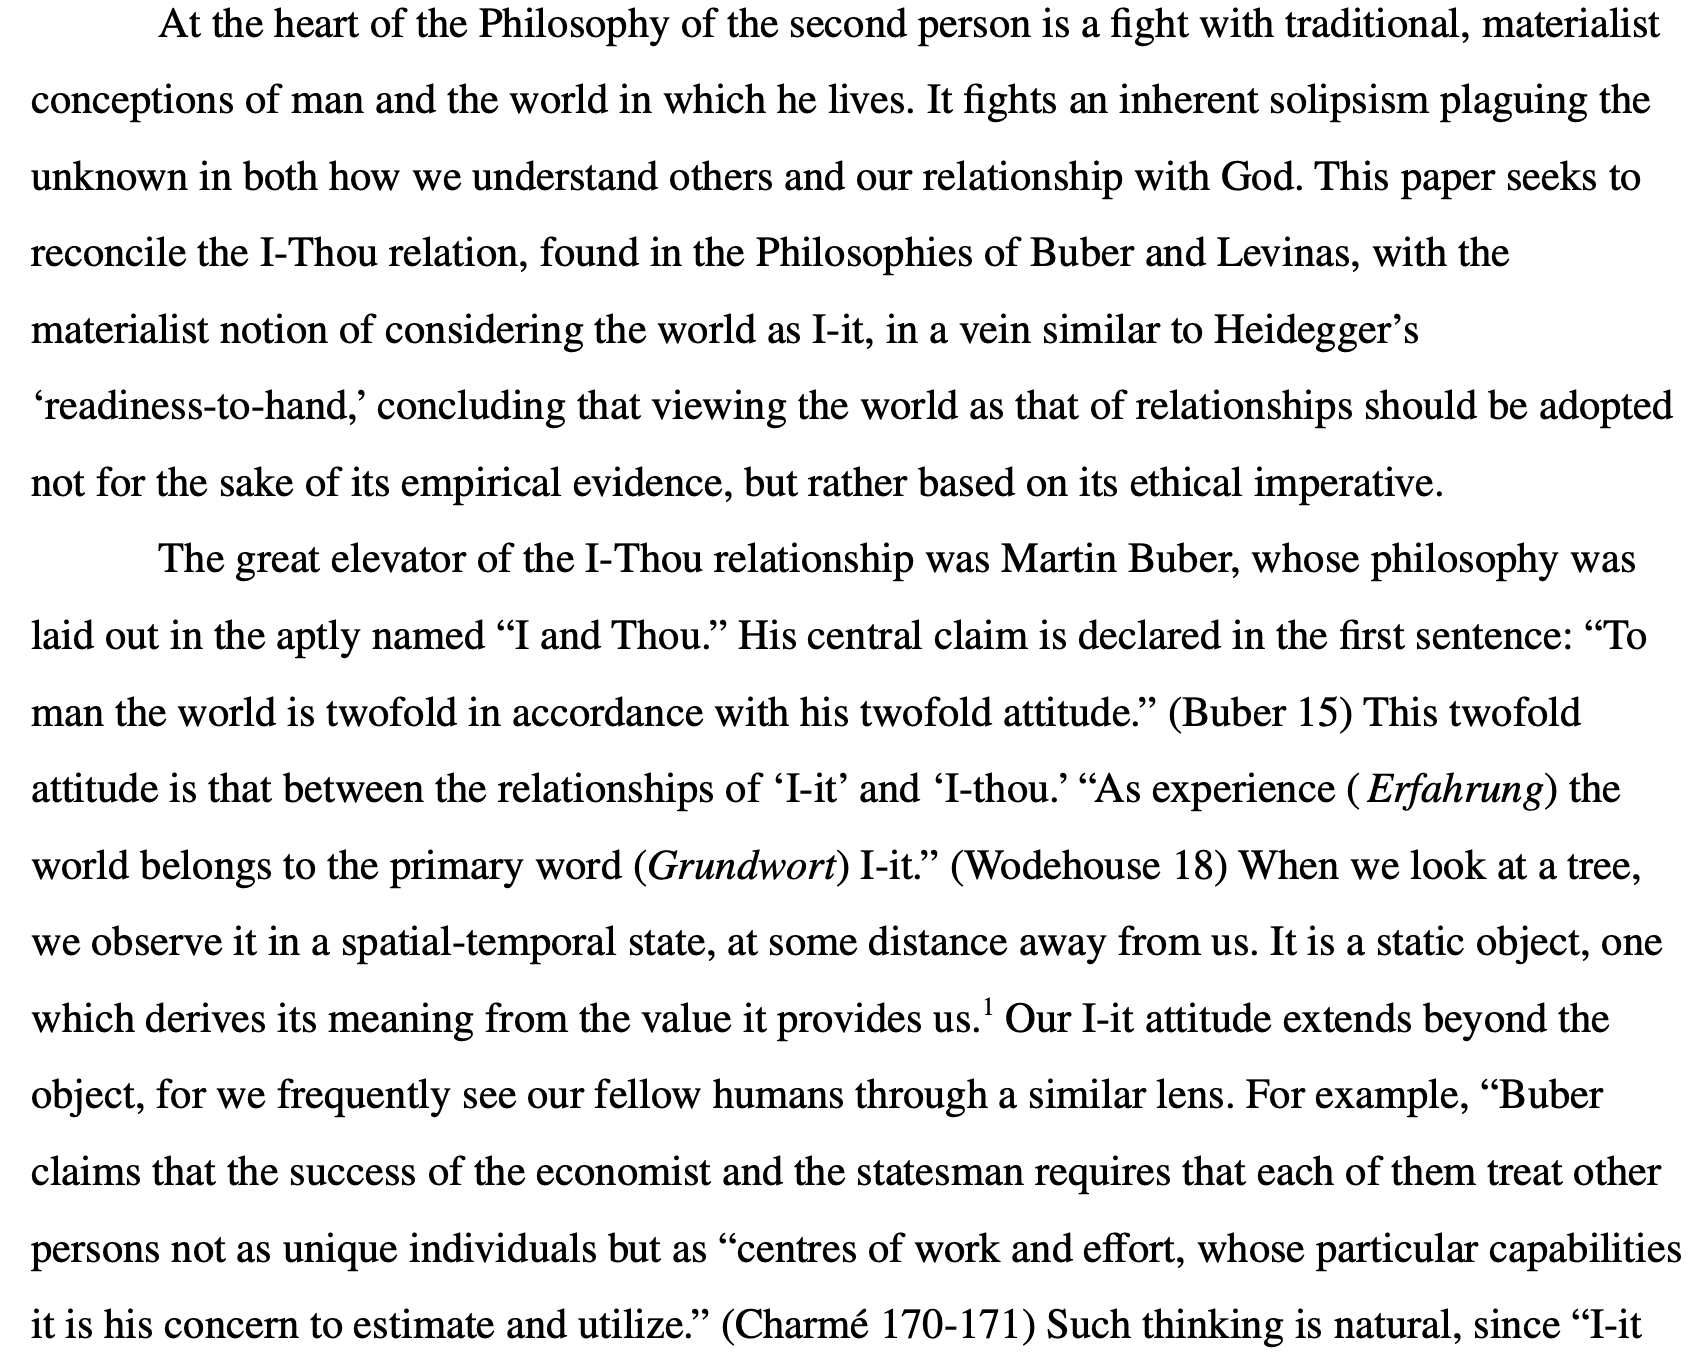 At the heart of the Philosophy of the second person is a fight with traditional, materialist
conceptions of man and the world in which he lives. It fights an inherent solipsism plaguing the
unknown in both how we understand others and our relationship with God. This paper seeks to
reconcile the I-Thou relation, found in the Philosophies of Buber and Levinas, with the
materialist notion of considering the world as I-it, in a vein similar to Heidegger’s
‘readiness-to-hand,’ concluding that viewing the world as that of relationships should be adopted
not for the sake of its empirical evidence, but rather based on its ethical imperative.
The great elevator of the I-Thou relationship was Martin Buber, whose philosophy was
laid out in the aptly named “I and Thou.” His central claim is declared in the first sentence: “To
man the world is twofold in accordance with his twofold attitude.” (Buber 15) This twofold
attitude is that between the relationships of ‘I-it’ and ‘I-thou.’ “As experience ( Erfahrung) the
world belongs to the primary word (Grundwort) I-it.” (Wodehouse 18) When we look at a tree,
we observe it in a spatial-temporal state, at some distance away from us. It is a static object, one
which derives its meaning from the value it provides us.¹ Our I-it attitude extends beyond the
object, for we frequently see our fellow humans through a similar lens. For example, “Buber
claims that the success of the economist and the statesman requires that each of them treat other
persons not as unique individuals but as “centres of work and effort, whose particular capabilities
it is his concern to estimate and utilize.” (Charmé 170-171) Such thinking is natural, since “I-it